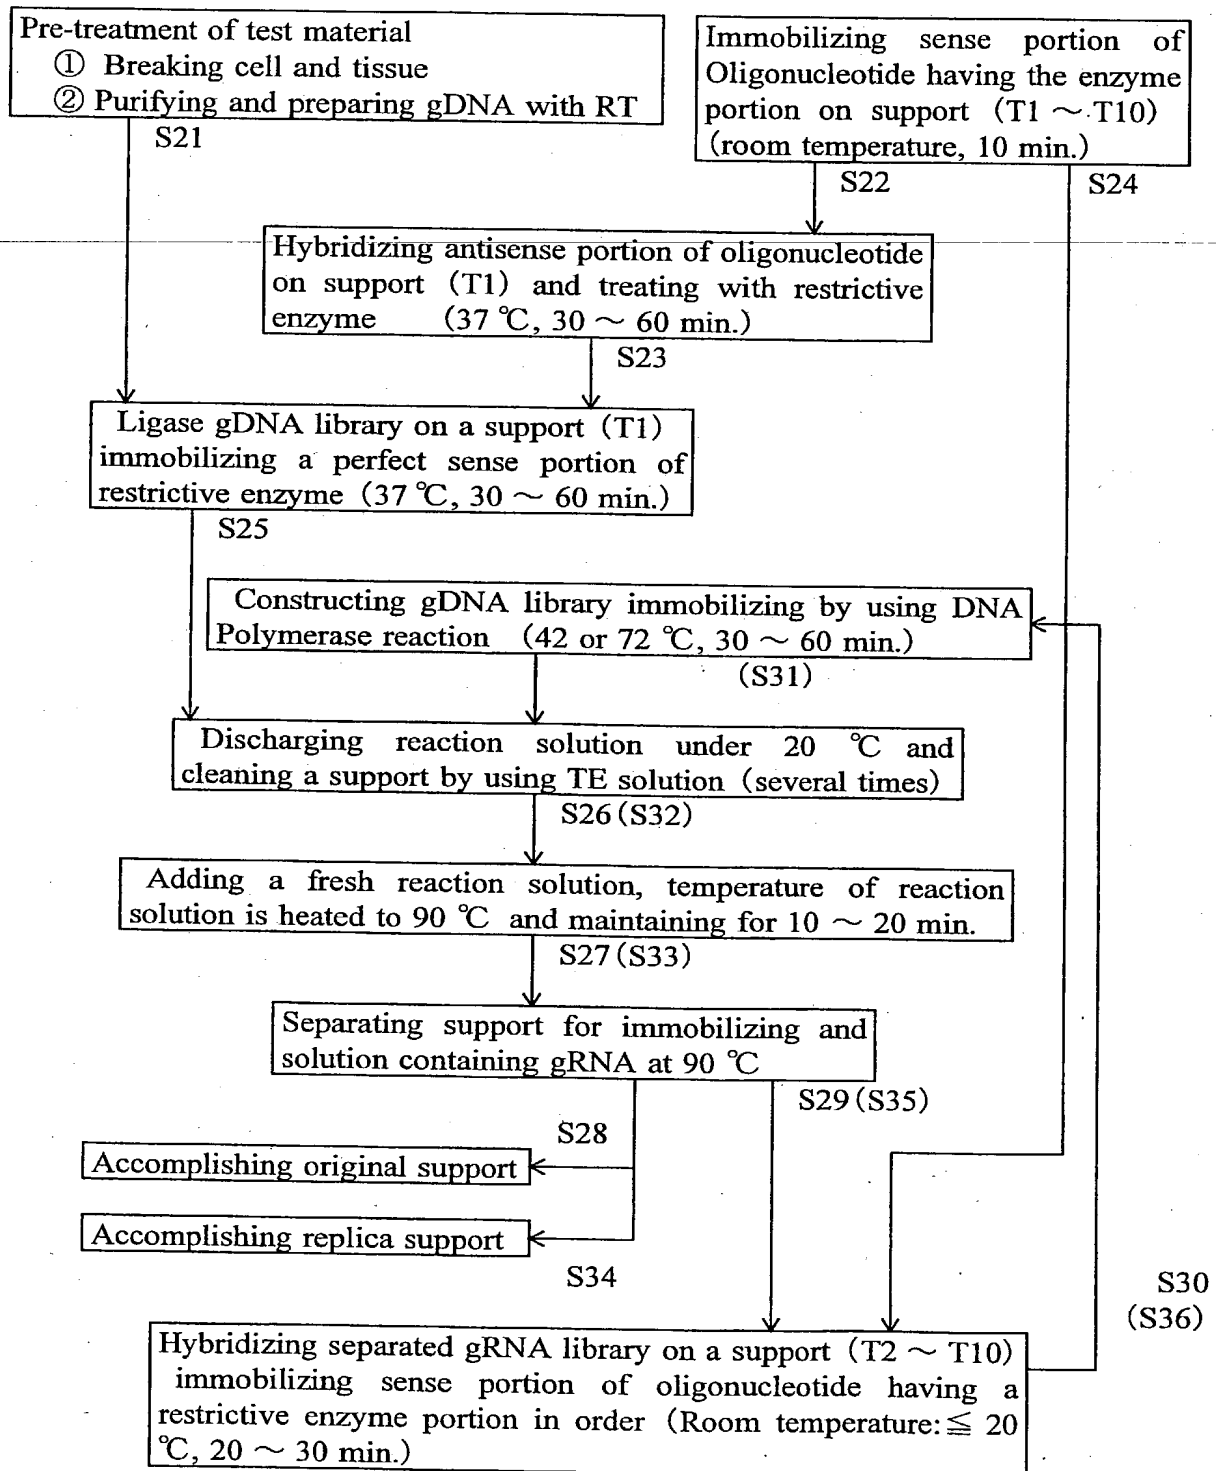 Pre-treatment of test material
① Breaking cell and tissue
② Purifying and preparing gDNA with RT
S21
Immobilizing sense portion of
Oligonucleotide having the enzyme
portion on support (T1 ～ T10)
(room temperature, 10 min.)
S22
S24
Hybridizing antisense portion of oligonucleotide
on support (T1) and treating with restrictive
enzyme (37 ℃, 30 ～ 60 min.)
S23
Ligase gDNA library on a support (T1)
immobilizing a perfect sense portion of
restrictive enzyme (37 ℃, 30 ～ 60 min.)
S25
Constructing gDNA library immobilizing by using DNA
Polymerase reaction (42 or 72 ℃, 30 ～ 60 min.)
(S31)
Discharging reaction solution under 20 ℃ and
cleaning a support by using TE solution (several times)
S26 (S32)
Adding a fresh reaction solution, temperature of reaction
solution is heated to 90 ℃ and maintaining for 10 ～ 20 min.
S27 (S33)
Separating support for immobilizing and
solution containing gRNA at 90 ℃
S29 (S35)
S28
Accomplishing original support
Accomplishing replica support
S34
S30
(S36)
Hybridizing separated gRNA library on a support (T2 ～ T10)
immobilizing sense portion of oligonucleotide having a
restrictive enzyme portion in order (Room temperature: ≦ 20
℃, 20 ～ 30 min.)